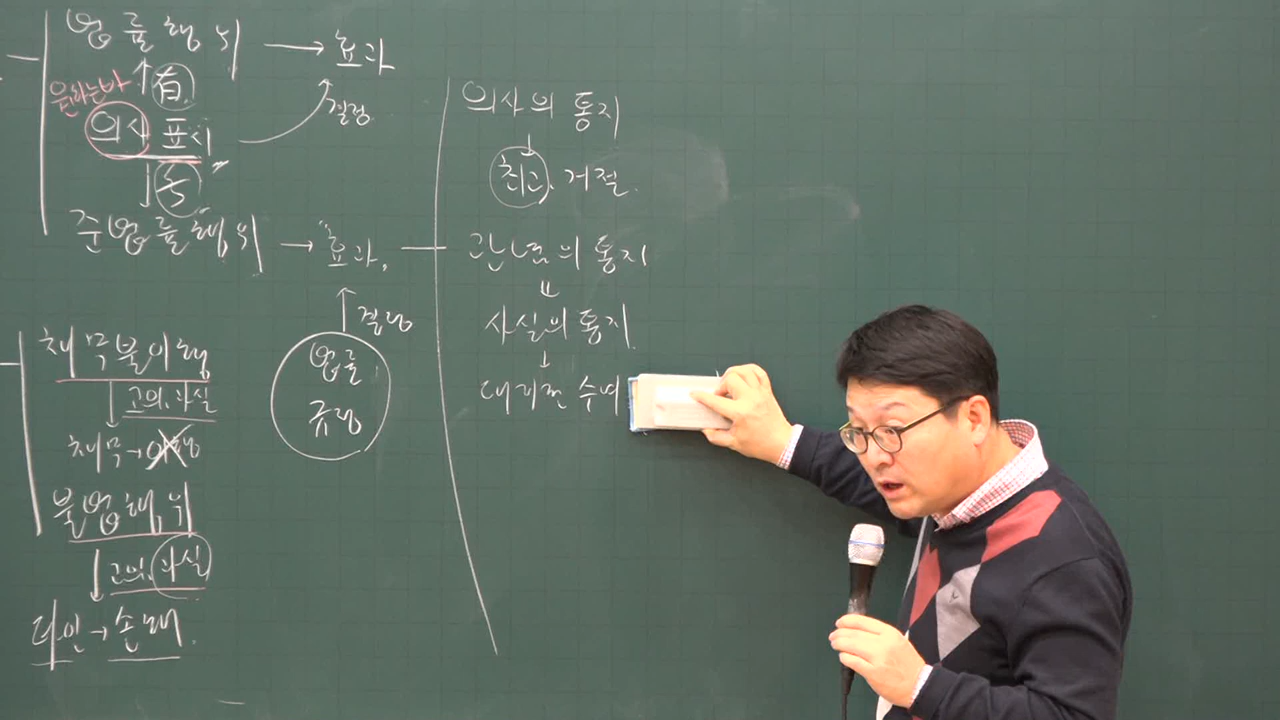 법률행위 → 효과
원하는바 有
결정
의사표시
준법률행위 → "효과,
결정
법률
규정
채무불이행
고의, 과실
채무 → 이행
불법행위
고의, 과실
타인 → 손해.
의사의 통지
최고, 거절.
관념의 통지
사실의 통지.
대리권 수여